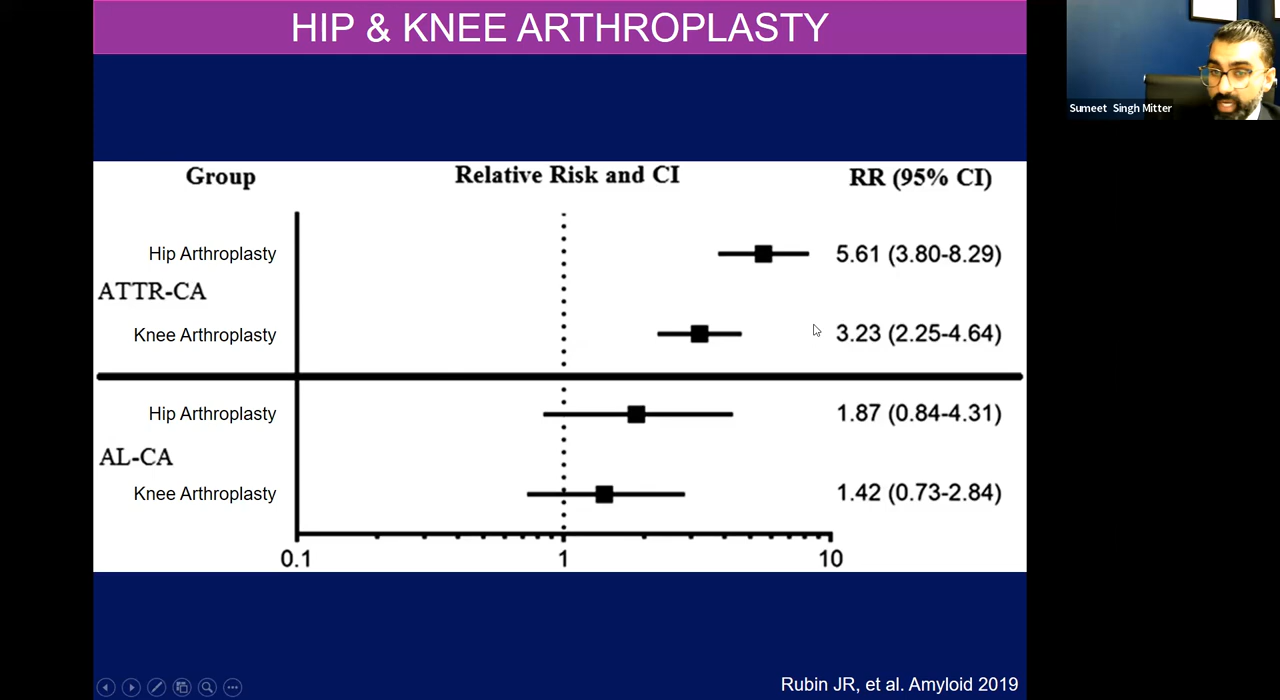 HIP & KNEE ARTHROPLASTY
Sumeet Singh Mitter
Group Relative Risk and CI RR (95% CI)
Hip Arthroplasty 5.61 (3.80-8.29)
ATTR-CA
Knee Arthroplasty 3.23 (2.25-4.64)
Hip Arthroplasty 1.87 (0.84-4.31)
AL-CA
Knee Arthroplasty 1.42 (0.73-2.84)
0.1 1 10
Rubin JR, et al. Amyloid 2019